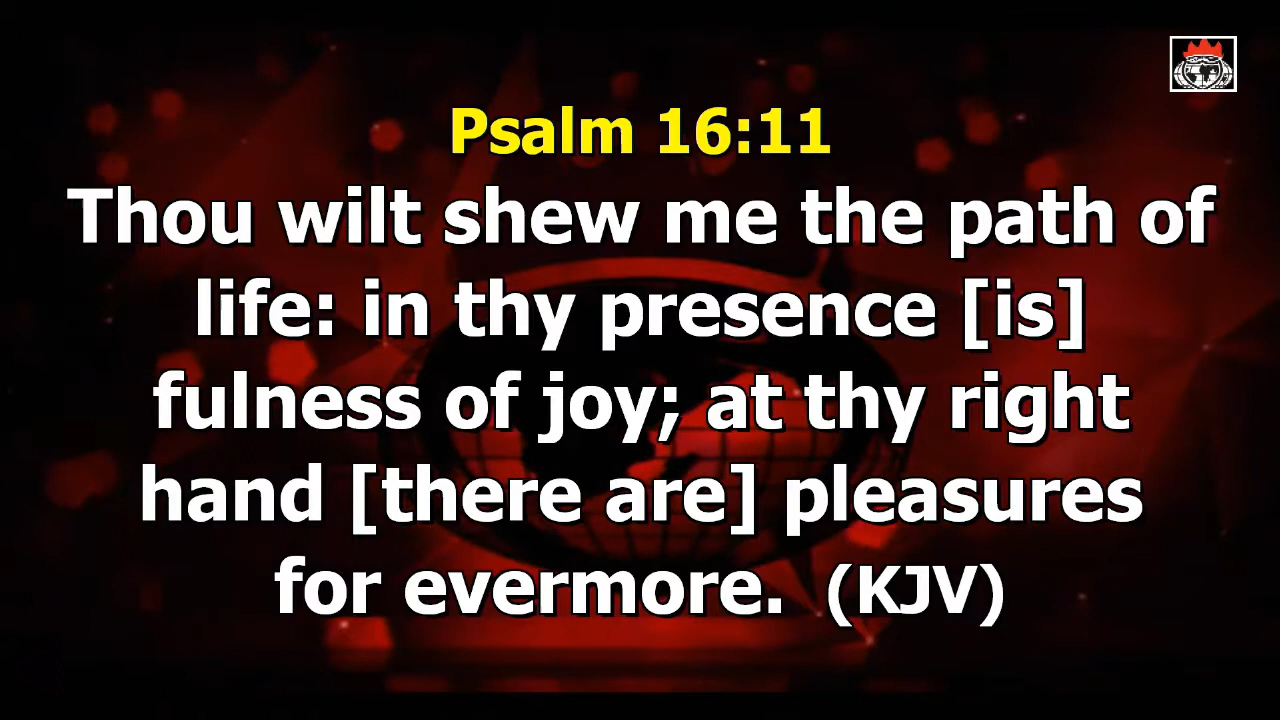 Psalm 16:11
Thou wilt shew me the path of
life: in thy presence [is]
fulness of joy; at thy right
hand [there are] pleasures
for evermore. (KJV)